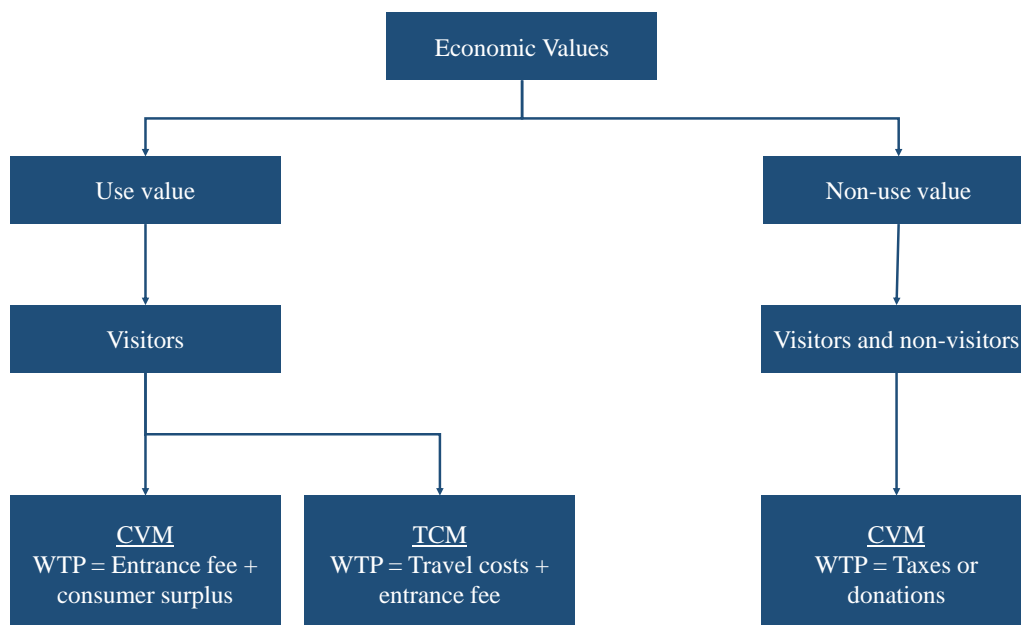 Economic Values
Use value
Non-use value
Visitors
Visitors and non-visitors
CVM
WTP = Entrance fee +
consumer surplus
TCM
WTP = Travel costs +
entrance fee
CVM
WTP = Taxes or
donations